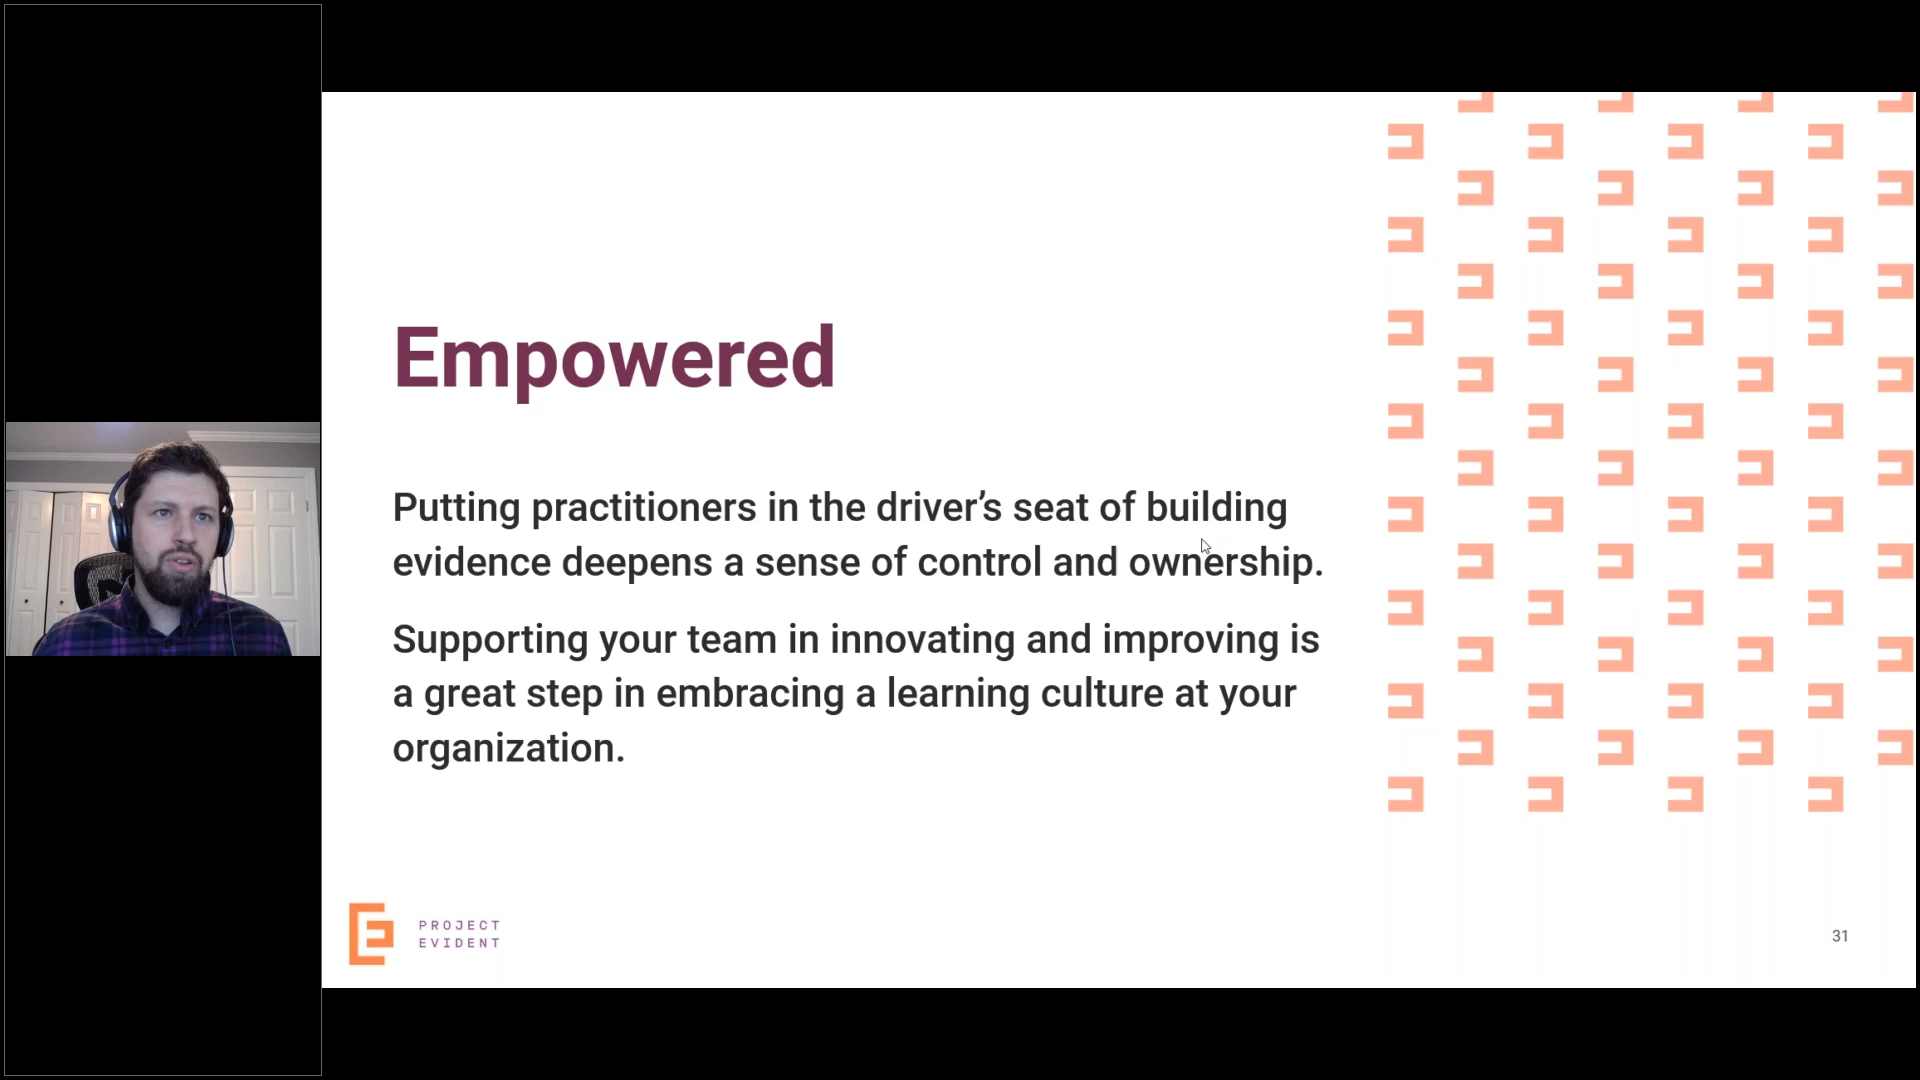 Empowered
Putting practitioners in the driver’s seat of building
evidence deepens a sense of control and ownership.
Supporting your team in innovating and improving is
a great step in embracing a learning culture at your
organization.
PROJECT
EVIDENT
31